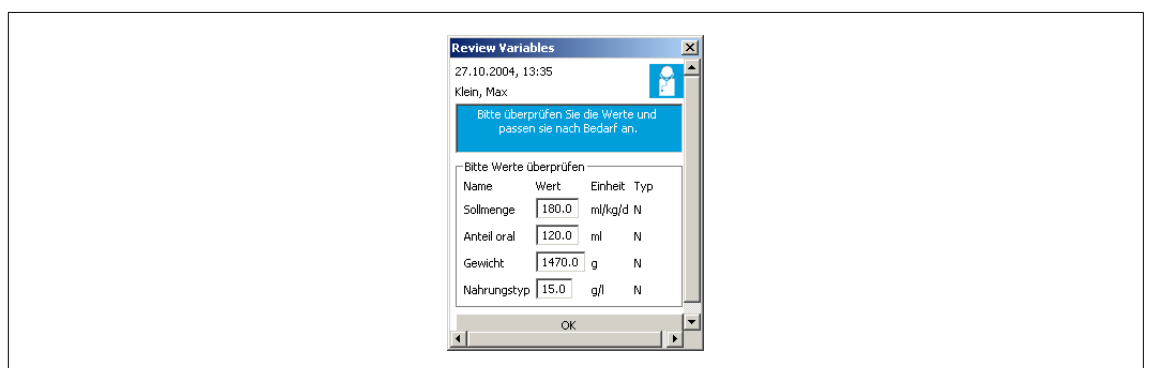 Review Variables
27.10.2004, 13:35
Klein, Max
Bitte überprüfen Sie die Werte und
passen sie nach Bedarf an.
Bitte Werte überprüfen
Name Wert Einheit Typ
Sollmenge 180.0 ml/kg/d N
Anteil oral 120.0 ml N
Gewicht 1470.0 g N
Nahrungstyp 15.0 g/l N
OK